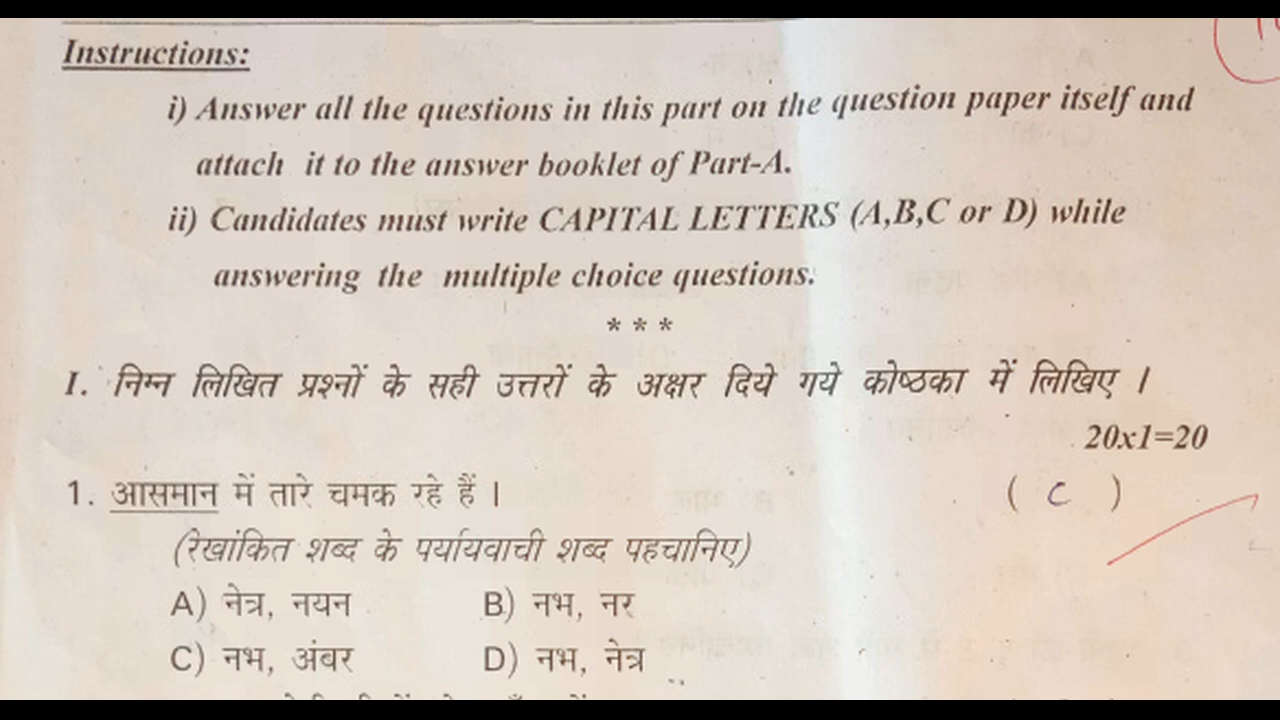 Instructions:
i) Answer all the questions in this part on the question paper itself and
attach it to the answer booklet of Part-A.
ii) Candidates must write CAPITAL LETTERS (A,B,C or D) while
answering the multiple choice questions.
* * *
I. निम्न लिखित प्रश्नों के सही उत्तरों के अक्षर दिये गये कोष्ठका में लिखिए ।
20x1=20
1. आसमान में तारे चमक रहे हैं । ( C )
(रेखांकित शब्द के पर्यायवाची शब्द पहचानिए)
A) नेत्र, नयन B) नभ, नर
C) नभ, अंबर D) नभ, नेत्र